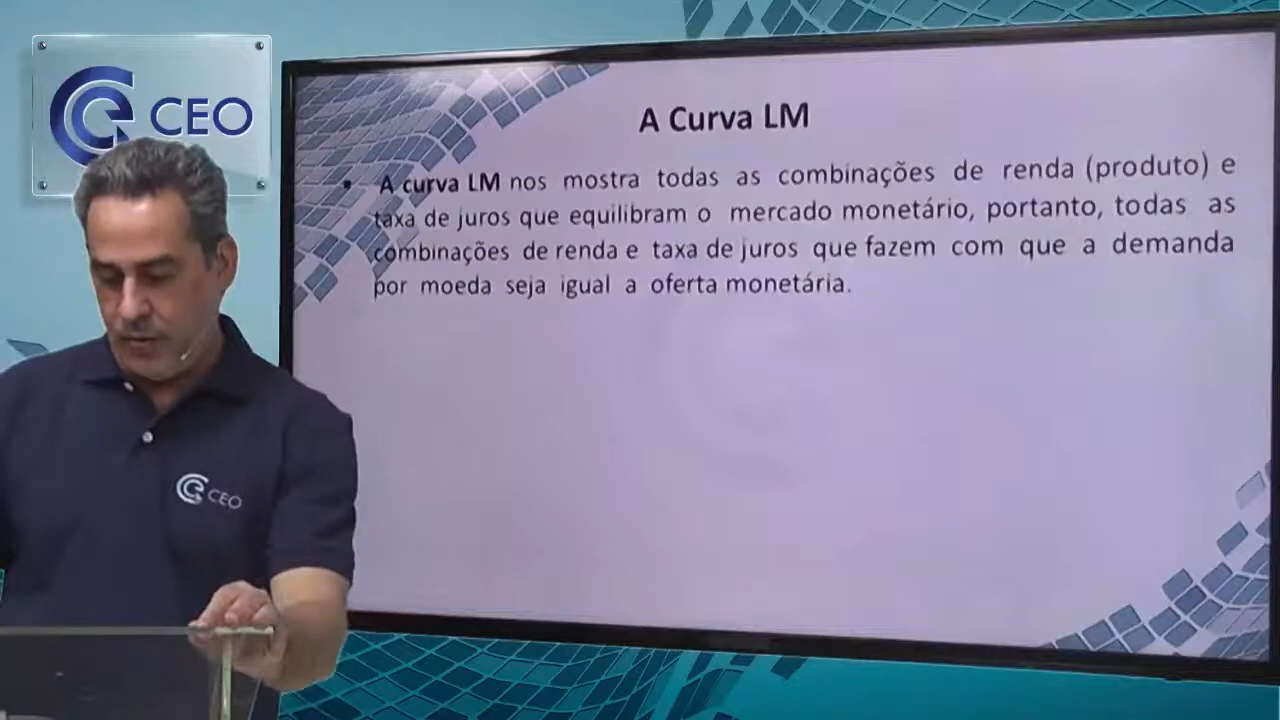 CEO
A Curva LM
• A curva LM nos mostra todas as combinações de renda (produto) e
taxa de juros que equilibram o mercado monetário, portanto, todas as
combinações de renda e taxa de juros que fazem com que a demanda
por moeda seja igual a oferta monetária.
CEO